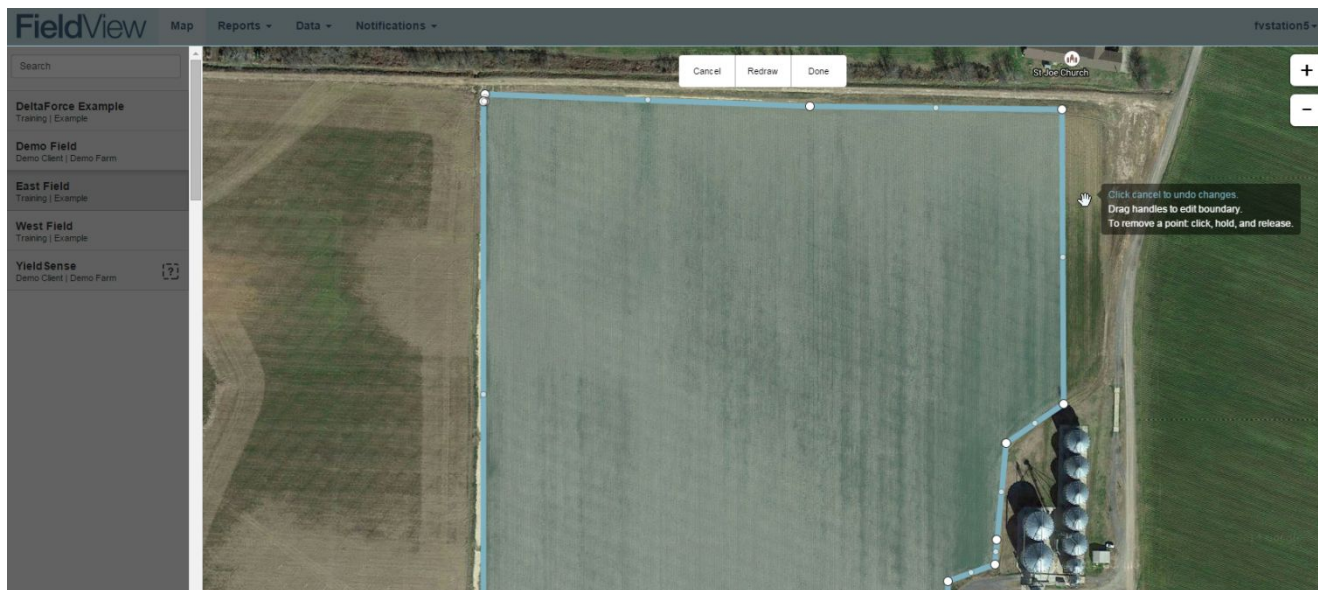 FieldView Map Reports Data Notifications fvstation5
Search
DeltaForce Example
Training | Example
Demo Field
Demo Client | Demo Farm
East Field
Training | Example
West Field
Training | Example
YieldSense
Demo Client | Demo Farm
?
Cancel Redraw Done
St Joe Church
+
−
Click cancel to undo changes.
Drag handles to edit boundary.
To remove a point: click, hold, and release.